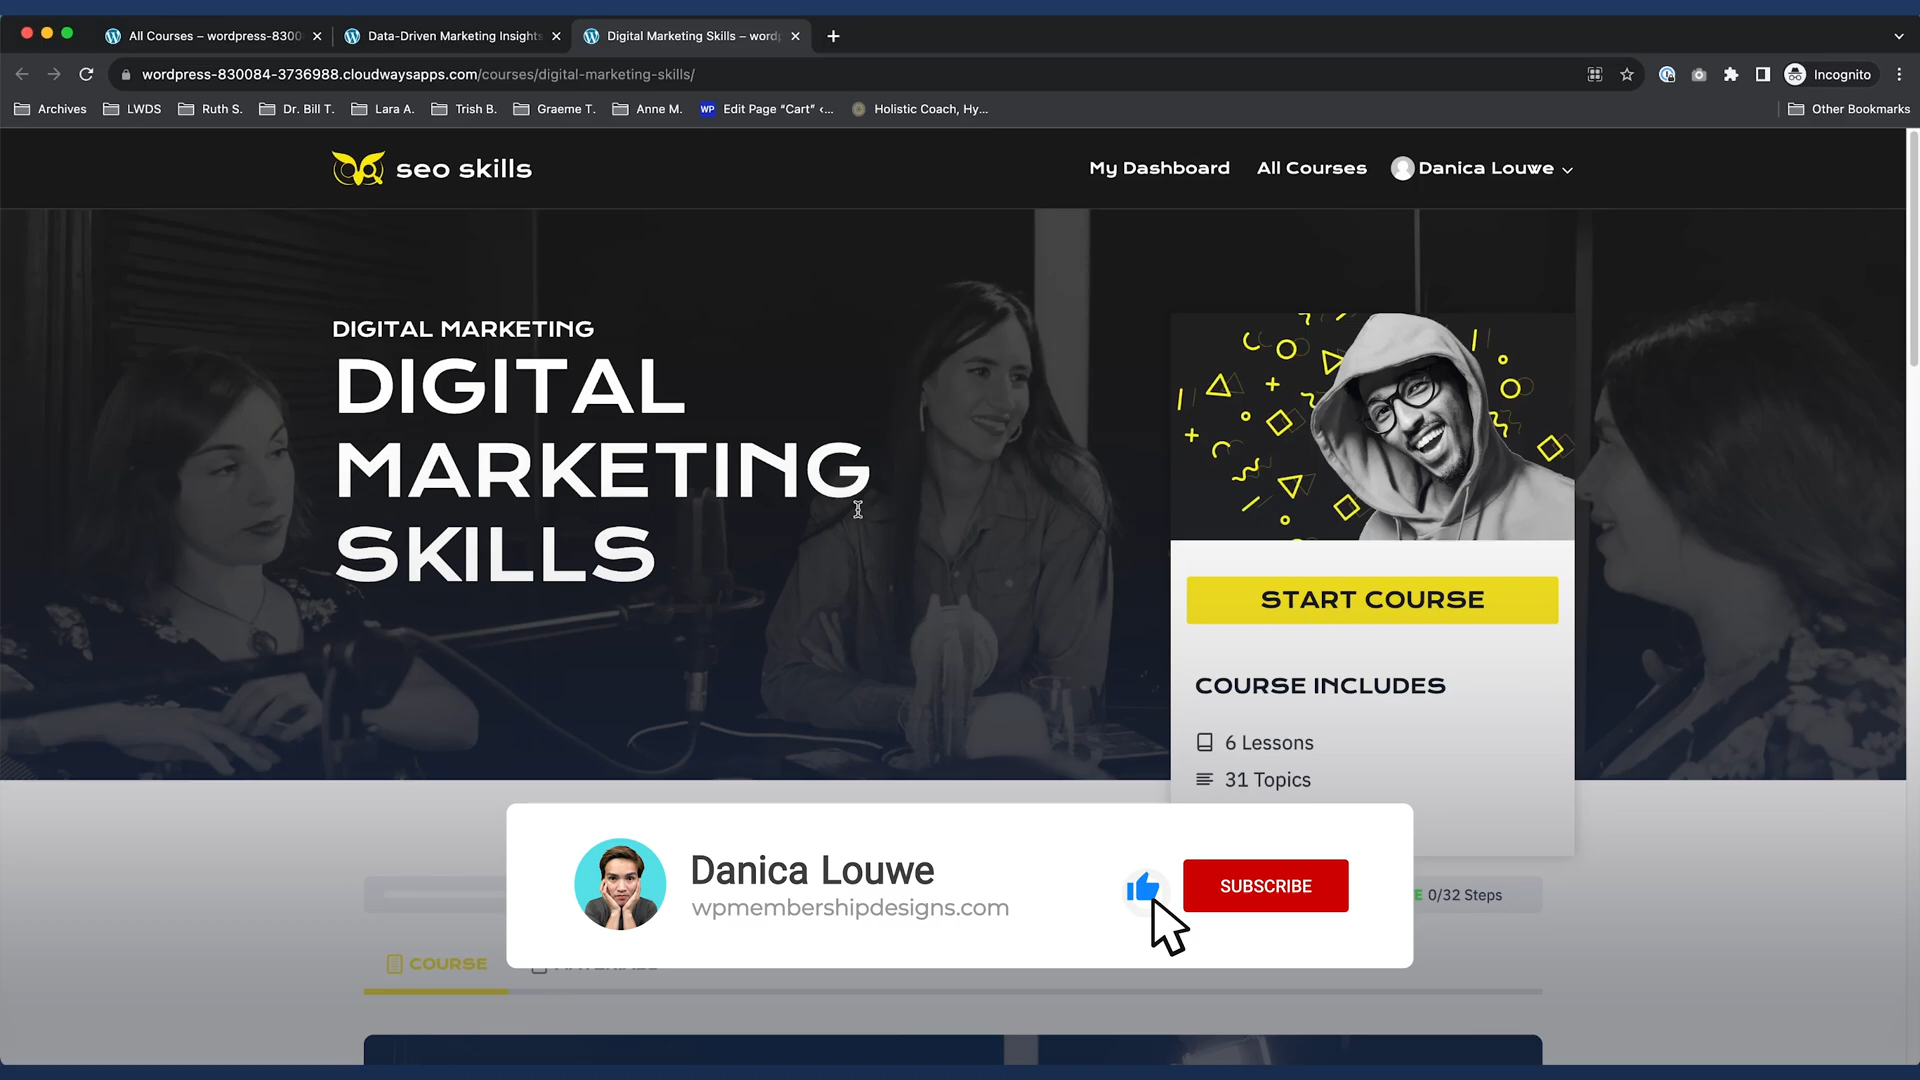 All Courses – wordpress-8300
Data-Driven Marketing Insights
Digital Marketing Skills – word
wordpress-830084-3736988.cloudwaysapps.com/courses/digital-marketing-skills/
Incognito
Archives
LWDS
Ruth S.
Dr. Bill T.
Lara A.
Trish B.
Graeme T.
Anne M.
WP Edit Page “Cart” ‹...
Holistic Coach, Hy...
Other Bookmarks
seo skills
My Dashboard
All Courses
Danica Louwe
DIGITAL MARKETING
DIGITAL
MARKETING
SKILLS
START COURSE
COURSE INCLUDES
6 Lessons
31 Topics
Danica Louwe
wpmembershipdesigns.com
SUBSCRIBE
E 0/32 Steps
COURSE
MATERIALS